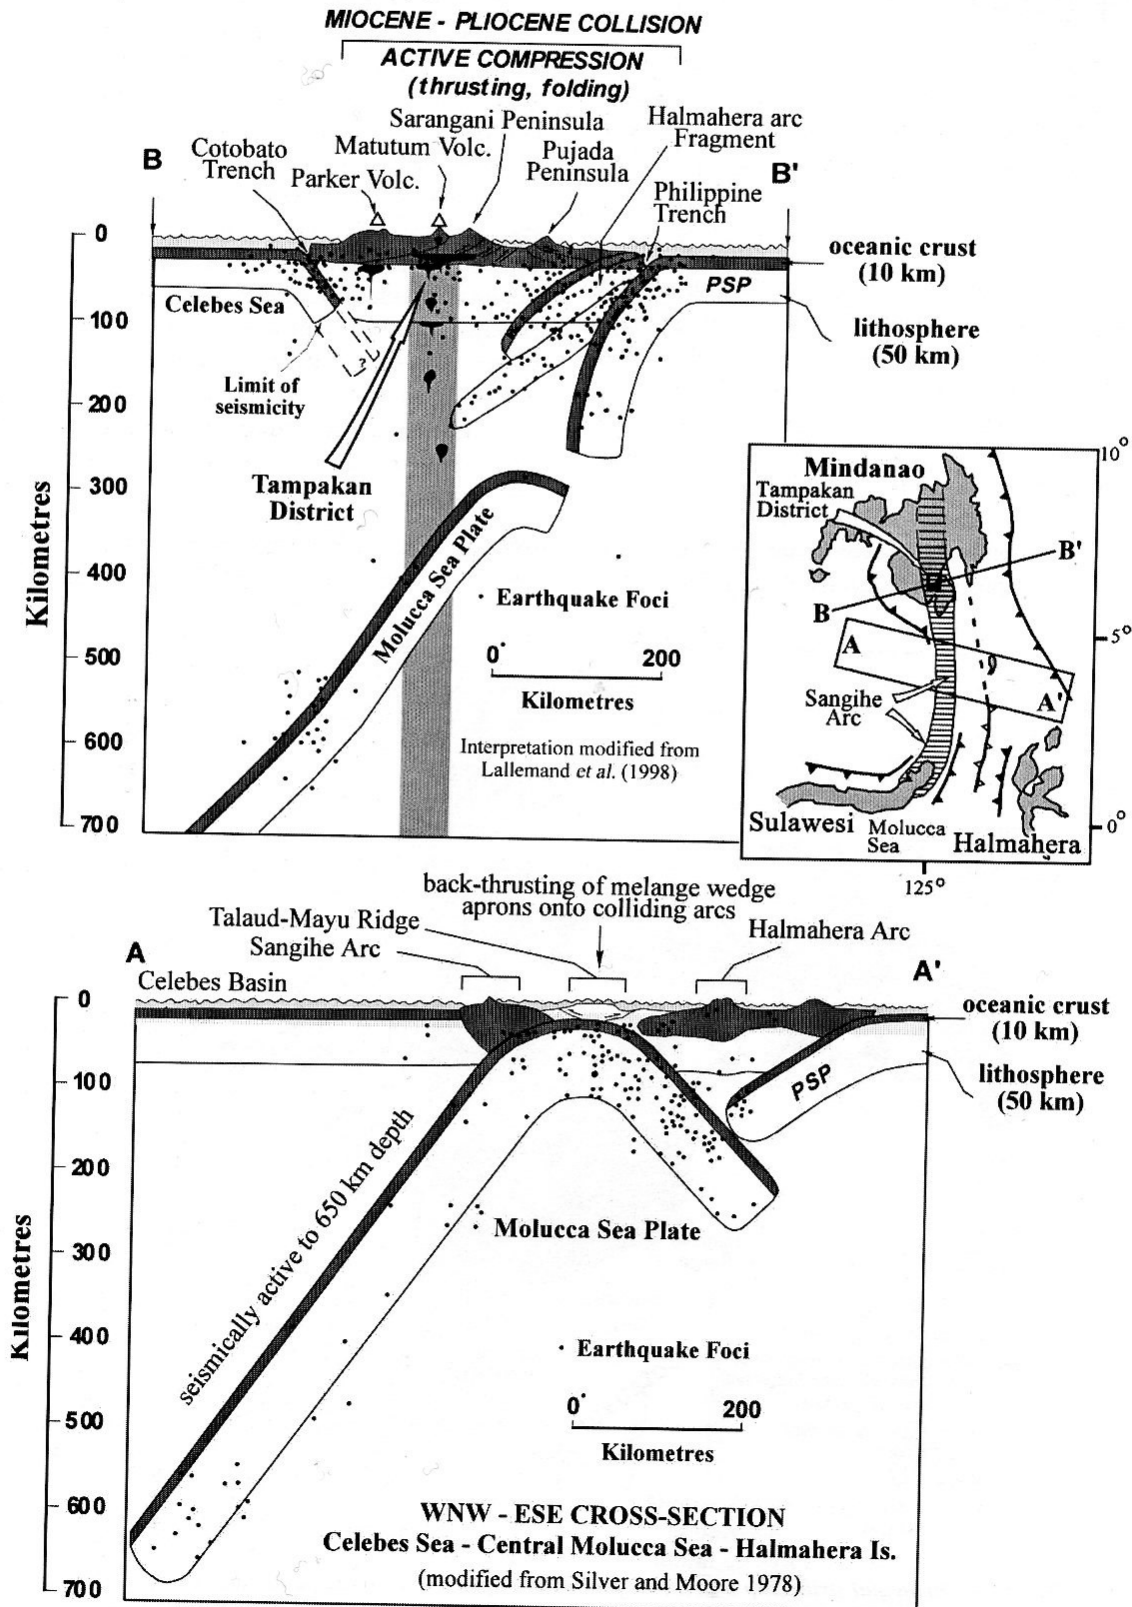 MIOCENE - PLIOCENE COLLISION
ACTIVE COMPRESSION
(thrusting, folding)
Sarangani Peninsula
Halmahera arc
Fragment
Cotobato
Trench
Matutum Volc.
Pujada
Peninsula
B
B'
Parker Volc.
Philippine
Trench
0
100
200
300
400
500
600
700
Kilometres
oceanic crust
(10 km)
PSP
Celebes Sea
lithosphere
(50 km)
?
Limit of
seismicity
Tampakan
District
Molucca Sea Plate
Earthquake Foci
0
200
Kilometres
Interpretation modified from
Lallemand et al. (1998)
10°
Mindanao
Tampakan
District
B'
B
5°
A
Sangihe
Arc
A'
Sulawesi
Molucca
Sea
Halmahera
0°
125°
back-thrusting of melange wedge
aprons onto colliding arcs
Talaud-Mayu Ridge
Halmahera Arc
A
Sangihe Arc
A'
Celebes Basin
0
100
200
300
400
500
600
700
Kilometres
oceanic crust
(10 km)
PSP
lithosphere
(50 km)
seismically active to 650 km depth
Molucca Sea Plate
Earthquake Foci
0
200
Kilometres
WNW - ESE CROSS-SECTION
Celebes Sea - Central Molucca Sea - Halmahera Is.
(modified from Silver and Moore 1978)